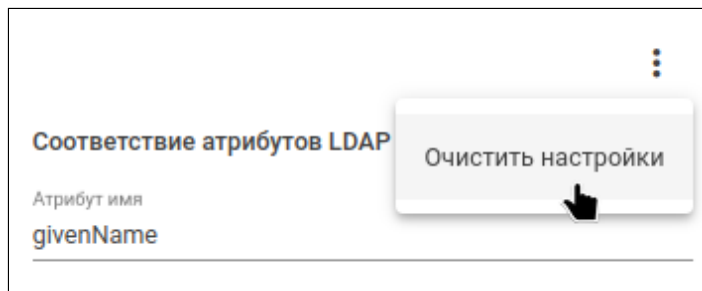 Соответствие атрибутов LDAP
Очистить настройки
Атрибут имя
givenName